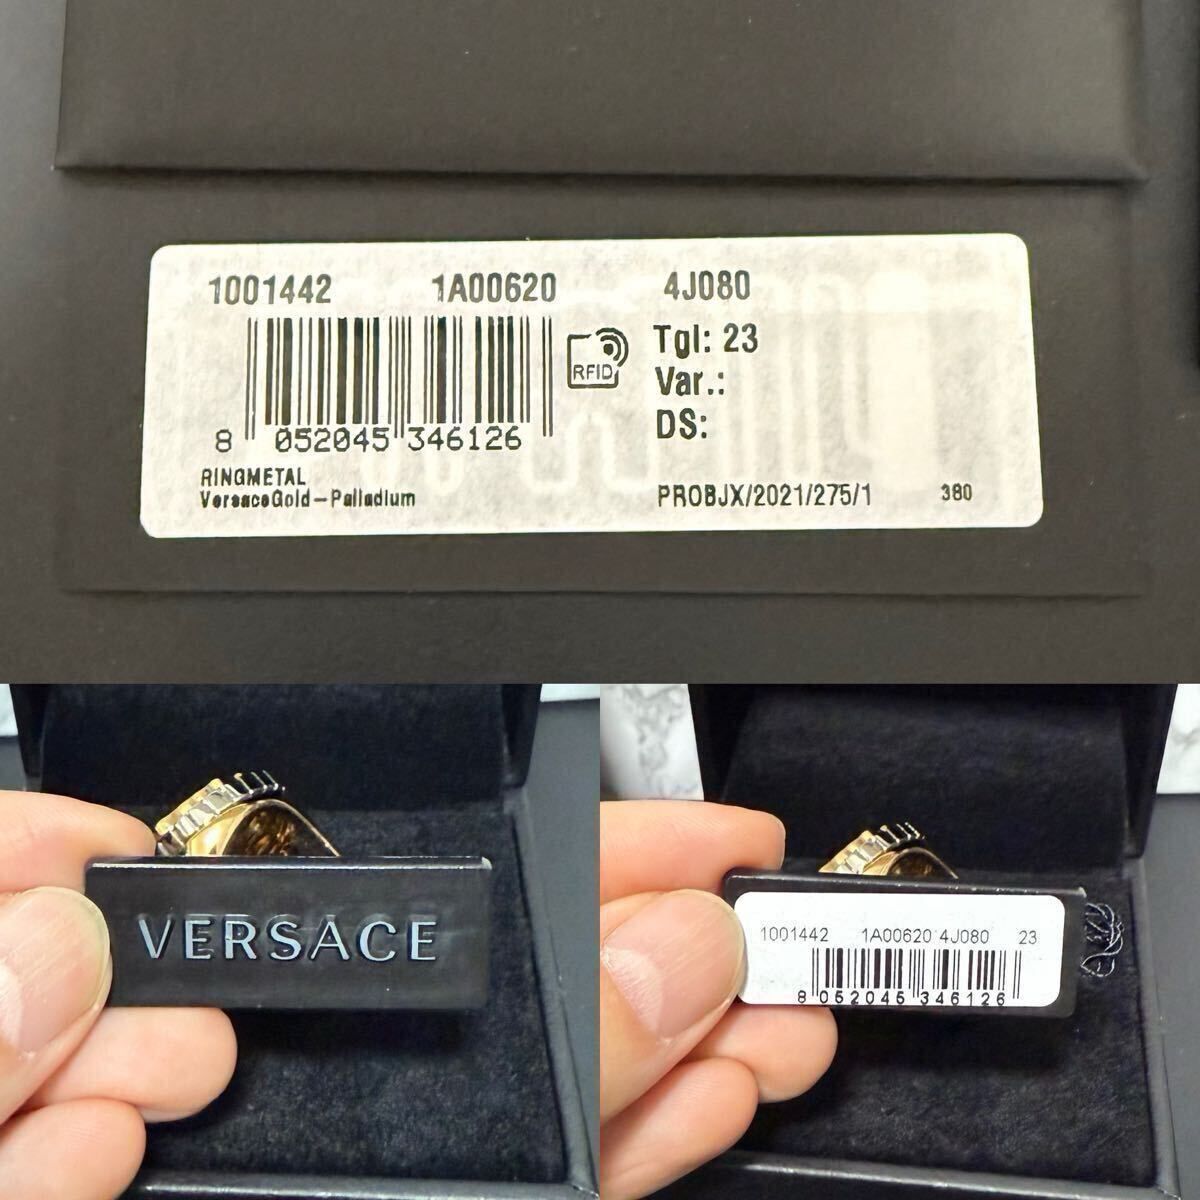 1001442 1A00620 4J080
RFID
Tgl: 23
Var.:
DS:
8 052045 346126
RINGMETAL
VersaceGold-Palladium
PROBJX/2021/275/1 380
VERSACE
1001442 1A00620 4J080 23
8 052045 346126